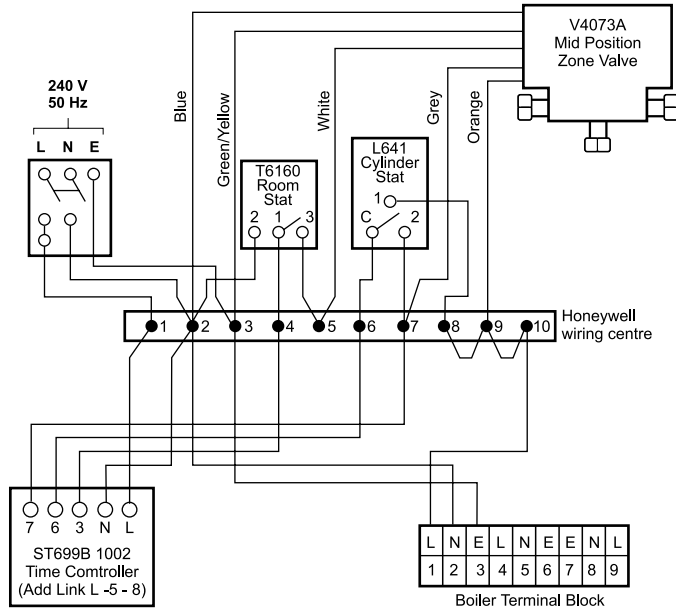 V4073A
Mid Position
Zone Valve
240 V
50 Hz
L N E
Blue
Green/Yellow
White
Grey
Orange
T6160
Room
Stat
2 1 3
L641
Cylinder
Stat
1
C 2
1 2 3 4 5 6 7 8 9 10
Honeywell
wiring centre
7 6 3 N L
ST699B 1002
Time Comtroller
(Add Link L -5 - 8)
L N E L N E E N L
1 2 3 4 5 6 7 8 9
Boiler Terminal Block